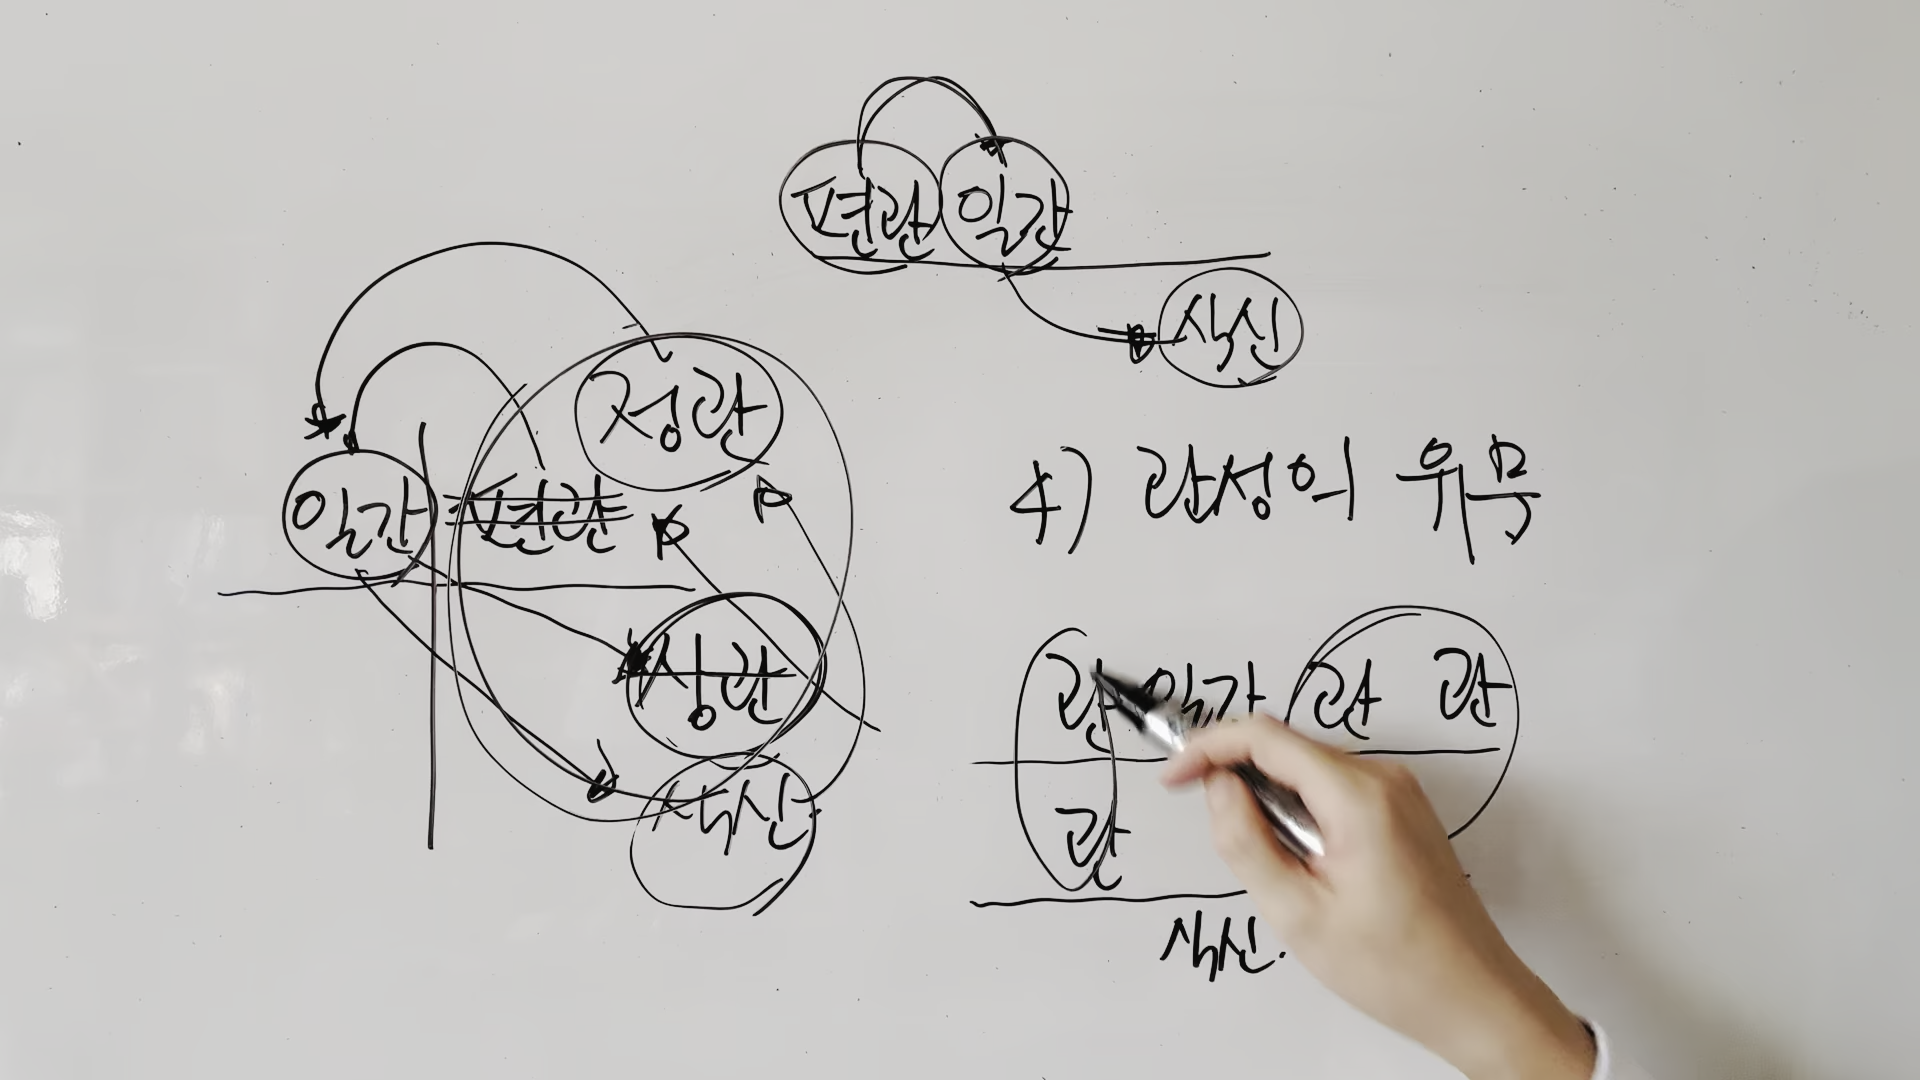 편관 일간
식신
정관
일간 편관
상관
식신
4) 관성의 유무
관 일간 관 관
관
식신.